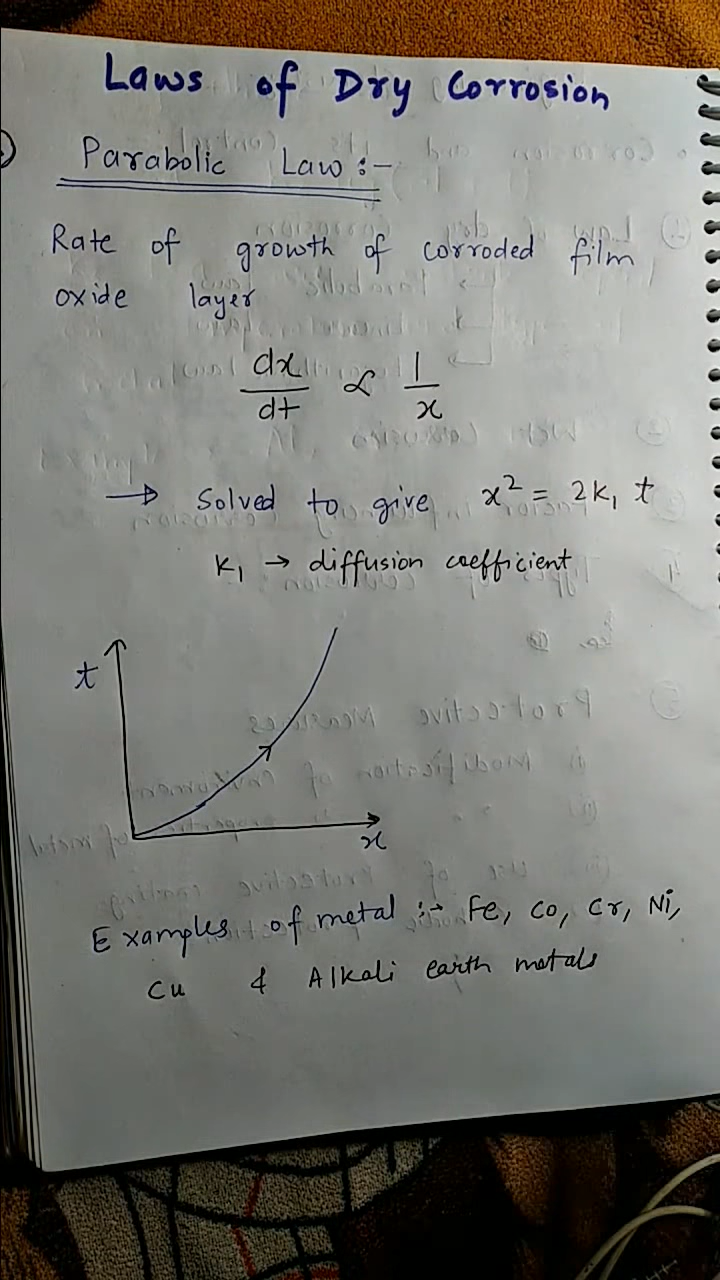 Laws of Dry Corrosion
Parabolic Law :-
Rate of growth of corroded film
oxide layer
dx/dt ∝ 1/x
→ Solved to give x² = 2k₁ t
K₁ → diffusion coefficient
t
x
Examples of metal :→ Fe, Co, Cr, Ni,
Cu & Alkali earth metals